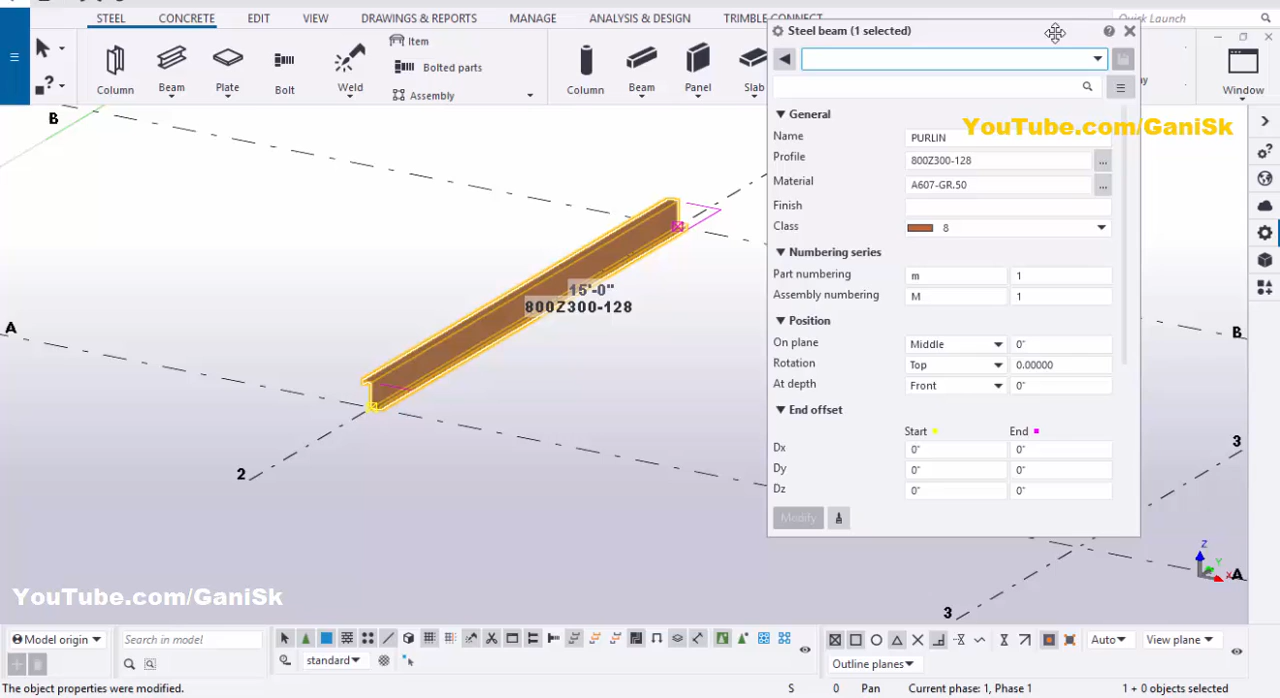 STEEL CONCRETE EDIT VIEW DRAWINGS & REPORTS MANAGE ANALYSIS & DESIGN TRIMBLE CONNECT Quick Launch
Item
Bolted parts
Assembly
Column Beam Plate Bolt Weld Column Beam Panel Slab Window
Steel beam (1 selected)
YouTube.com/GaniSk
General
Name PURLIN
Profile 800Z300-128 ...
Material A607-GR.50 ...
Finish
Class 8
Numbering series
Part numbering m 1
Assembly numbering M 1
Position
On plane Middle 0"
Rotation Top 0.00000
At depth Front 0"
End offset
Start End
Dx 0" 0"
Dy 0" 0"
Dz 0" 0"
Modify
B
A
15'-0"
800Z300-128
2
B
3
Z
Y
X
A
3
YouTube.com/GaniSk
Model origin Search in model
standard
Auto View plane
Outline planes
The object properties were modified. S 0 Pan Current phase: 1, Phase 1 1 + 0 objects selected